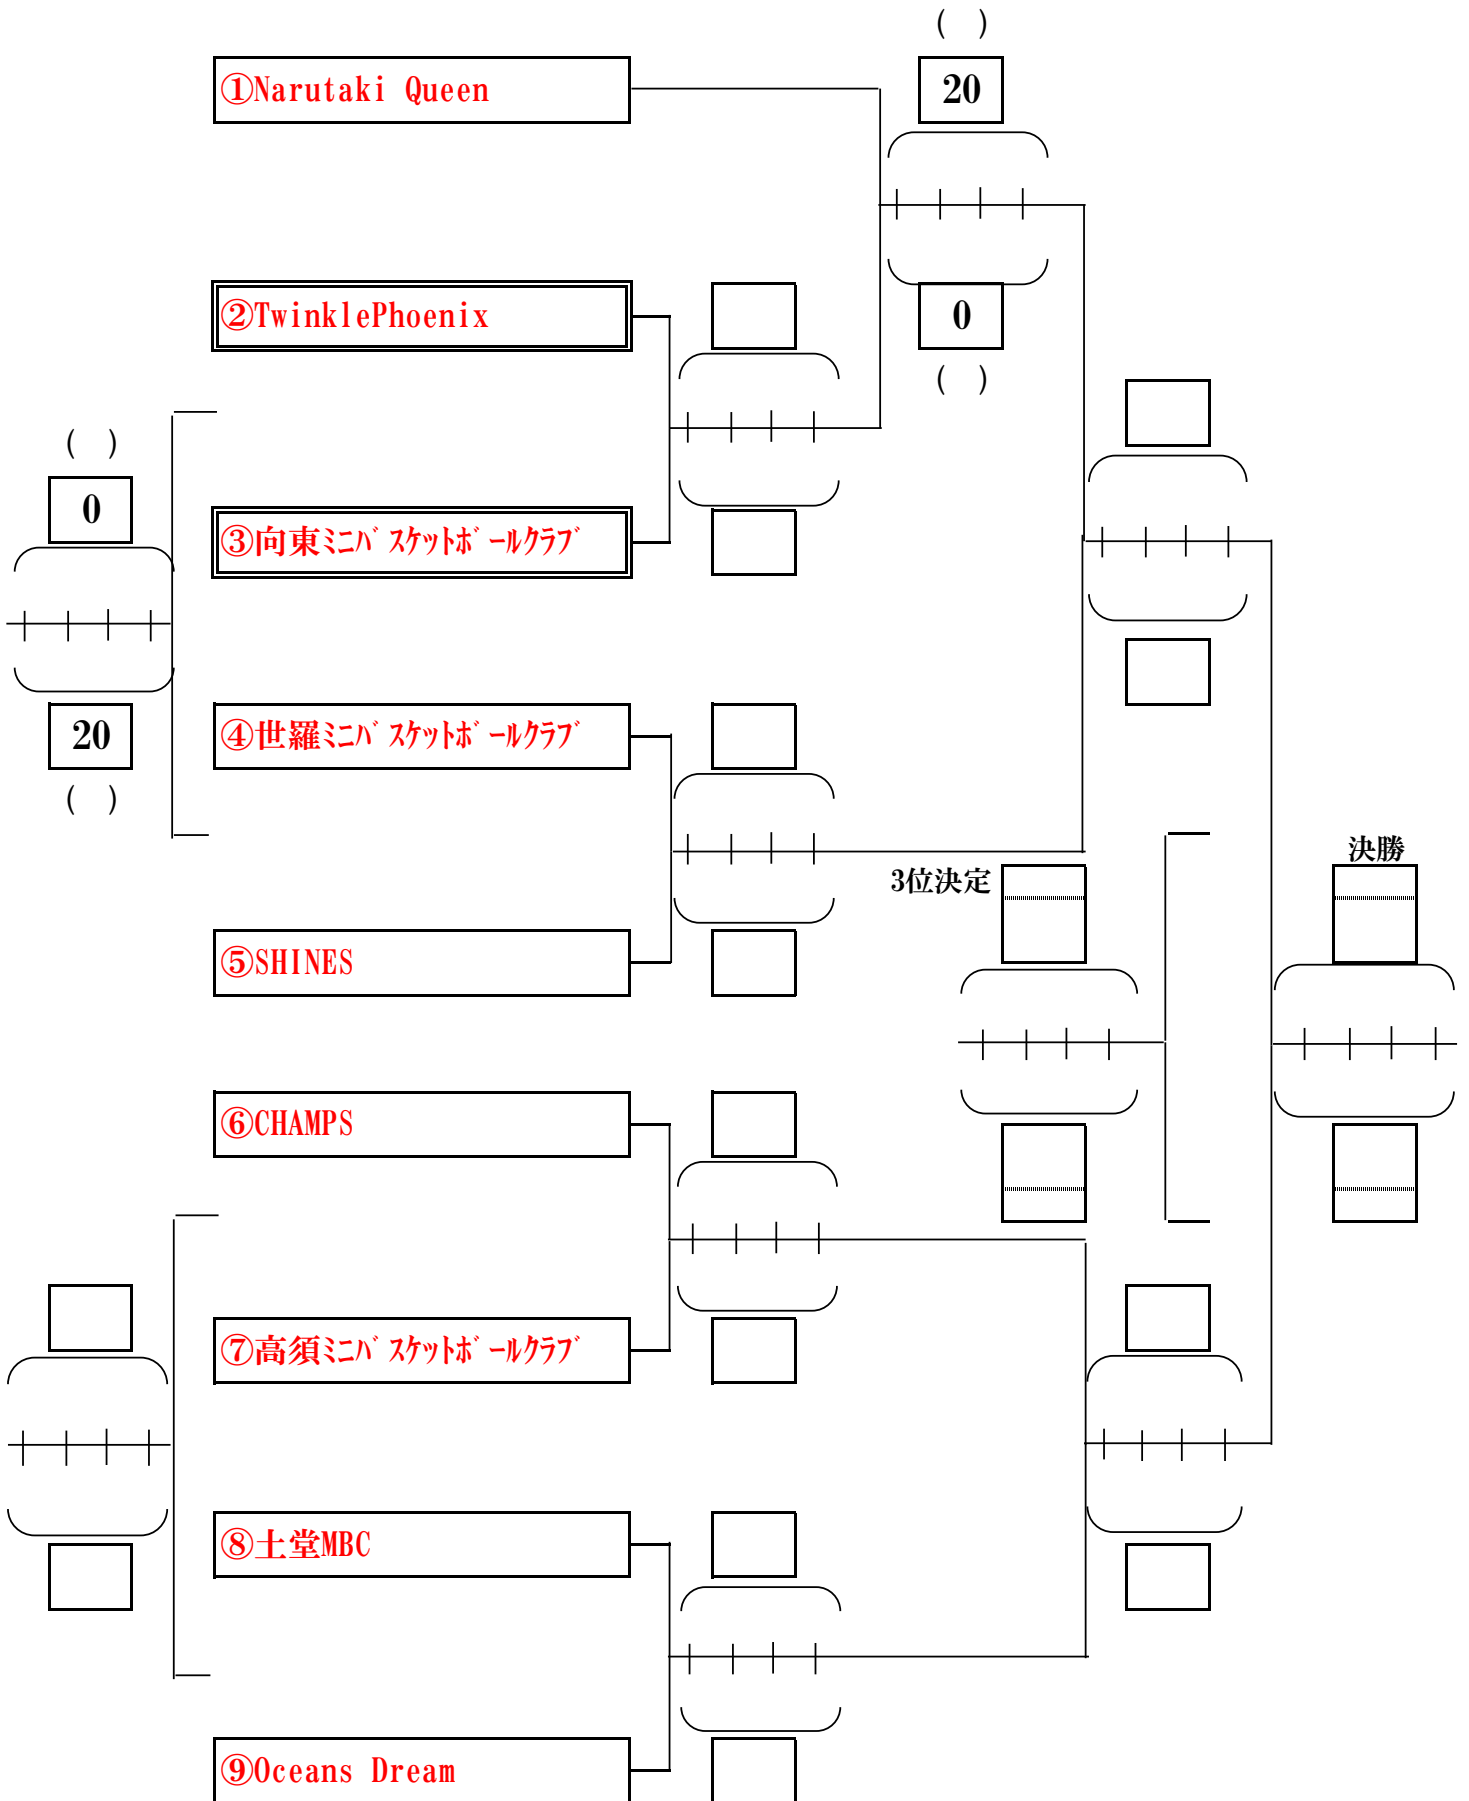 (　)
①Narutaki Queen
20
②TwinklePhoenix
0
(　)
(　)
0
③向東ﾐﾆﾊﾞｽｹｯﾄﾎﾞｰﾙｸﾗﾌﾞ
20
④世羅ﾐﾆﾊﾞｽｹｯﾄﾎﾞｰﾙｸﾗﾌﾞ
(　)
決勝
3位決定
⑤SHINES
⑥CHAMPS
⑦高須ﾐﾆﾊﾞｽｹｯﾄﾎﾞｰﾙｸﾗﾌﾞ
⑧土堂MBC
⑨Oceans Dream